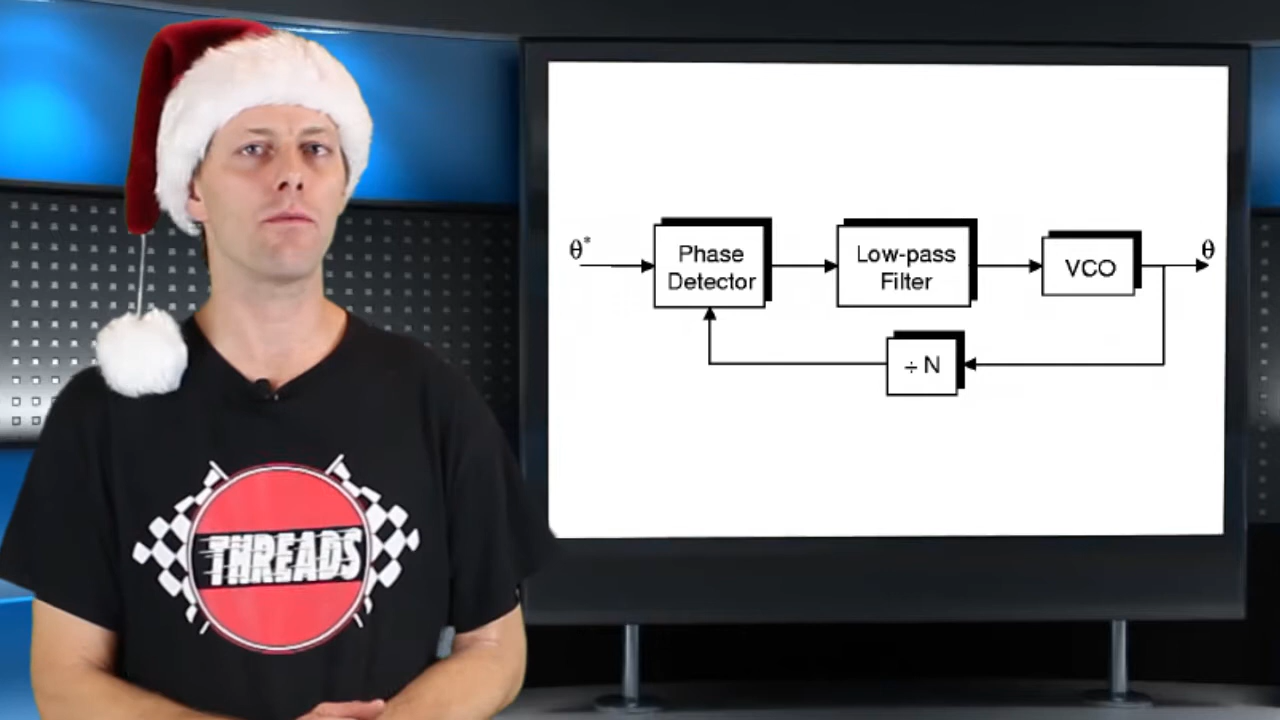 θ*
Phase
Detector
Low-pass
Filter
VCO
θ
÷ N
THREADS